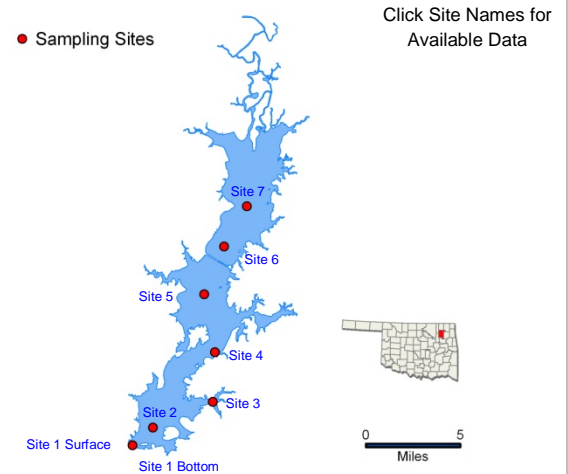 Click Site Names for
Available Data
Sampling Sites
Site 7
Site 6
Site 5
Site 4
Site 3
Site 2
Site 1 Surface
Site 1 Bottom
0 5
Miles